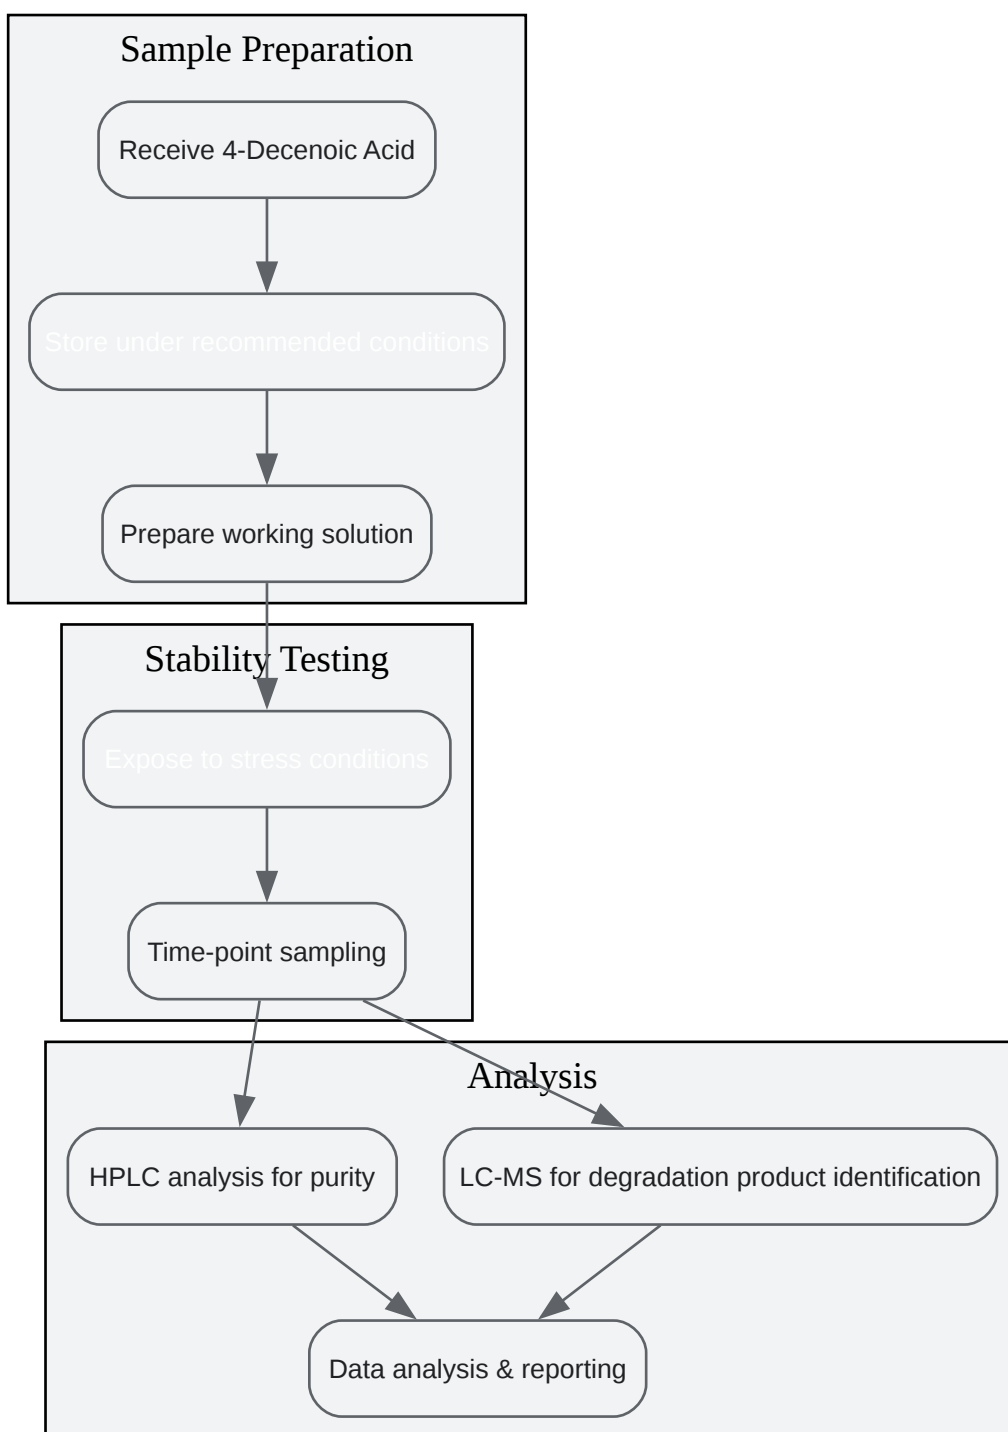 Sample Preparation
Receive 4-Decenoic Acid
Store under recommended conditions
Prepare working solution
Stability Testing
Expose to stress conditions
Time-point sampling
Analysis
HPLC analysis for purity
LC-MS for degradation product identification
Data analysis & reporting